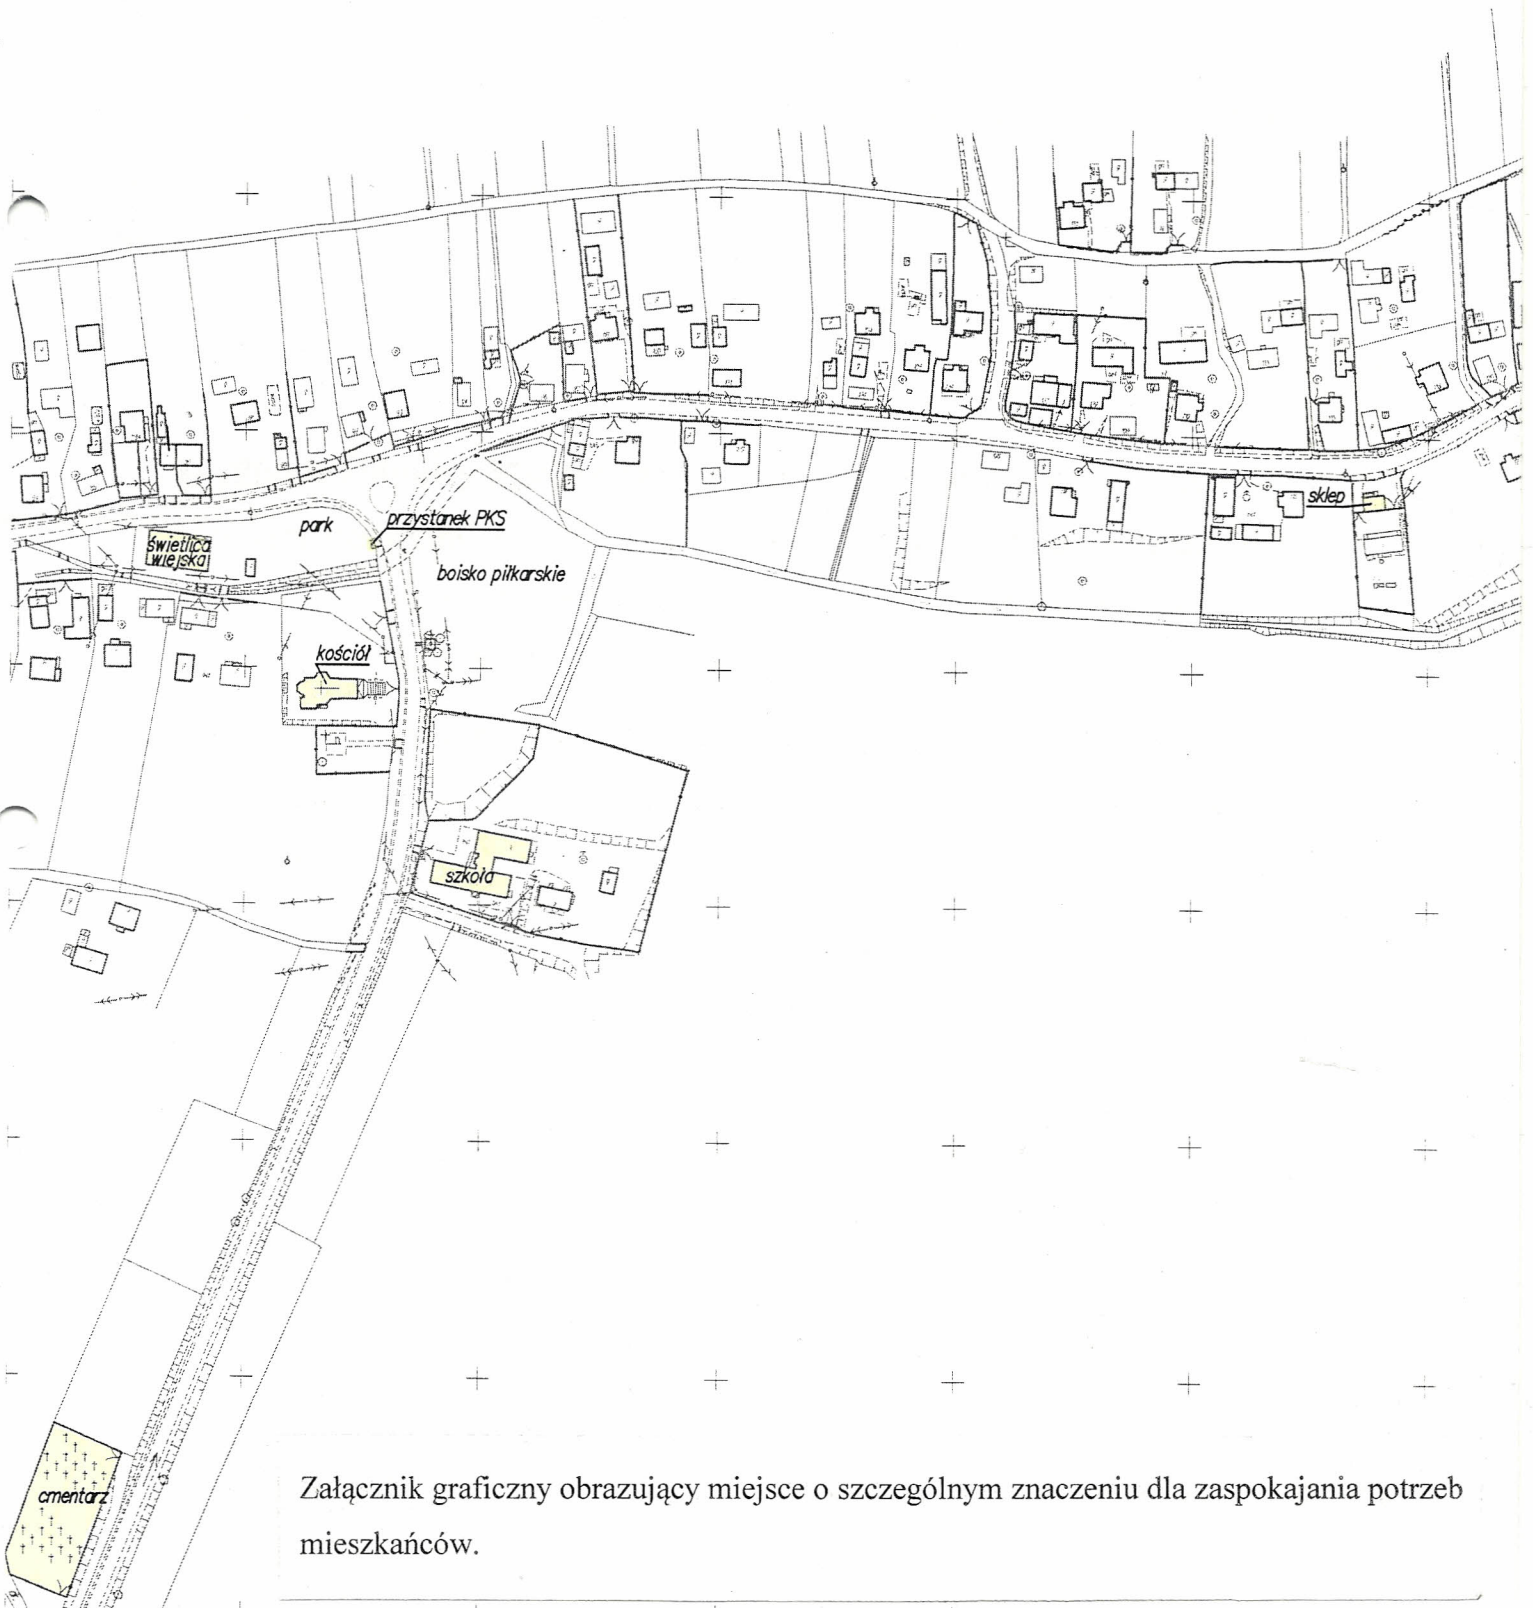 sklep
park
przystanek PKS
świetlica
wiejska
boisko piłkarskie
kościół
szkoła
cmentarz
Załącznik graficzny obrazujący miejsce o szczególnym znaczeniu dla zaspokajania potrzeb
mieszkańców.